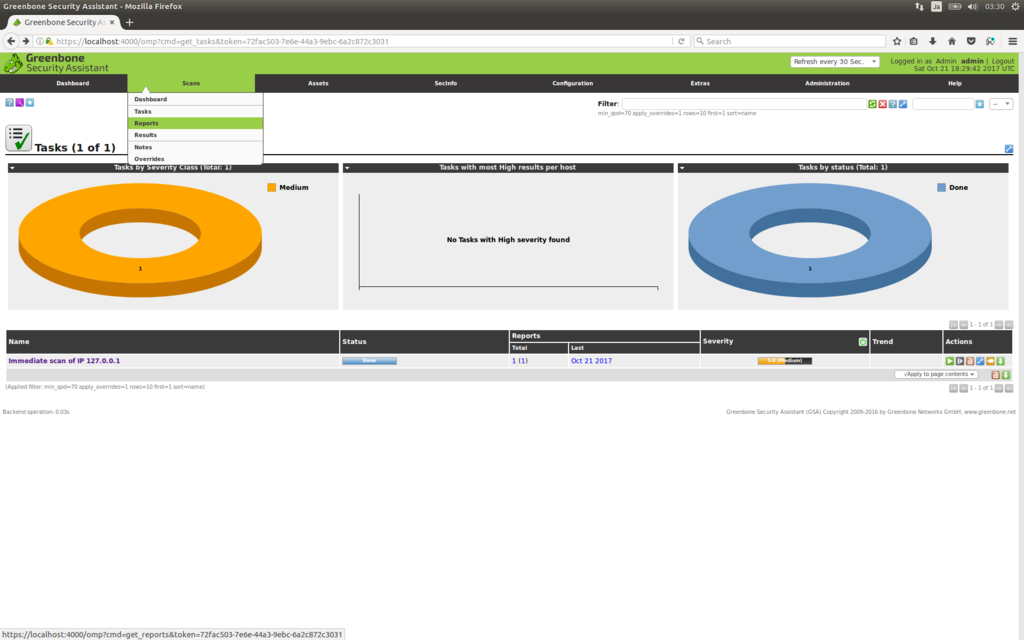 Greenbone Security Assistant - Mozilla Firefox
Ja
03:30
Greenbone Security A
https://localhost:4000/omp?cmd=get_tasks&token=72fac503-7e6e-44a3-9ebc-6a2c872c3031
Search
Greenbone
Security Assistant
Refresh every 30 Sec.
Logged in as Admin admin | Logout
Sat Oct 21 18:29:42 2017 UTC
Dashboard Scans Assets SecInfo Configuration Extras Administration Help
Dashboard
Tasks
Reports
Results
Notes
Overrides
Filter:
min_qod=70 apply_overrides=1 rows=10 first=1 sort=name
--
Tasks (1 of 1)
Tasks by Severity Class (Total: 1)
Medium
1
Tasks with most High results per host
No Tasks with High severity found
Tasks by status (Total: 1)
Done
1
1 - 1 of 1
Name Status Reports Severity Trend Actions
Total Last
Immediate scan of IP 127.0.0.1 Done 1 (1) Oct 21 2017 (Medium)
√Apply to page contents
(Applied filter: min_qod=70 apply_overrides=1 rows=10 first=1 sort=name)
1 - 1 of 1
Backend operation: 0.03s
Greenbone Security Assistant (GSA) Copyright 2009-2016 by Greenbone Networks GmbH, www.greenbone.net
https://localhost:4000/omp?cmd=get_reports&token=72fac503-7e6e-44a3-9ebc-6a2c872c3031